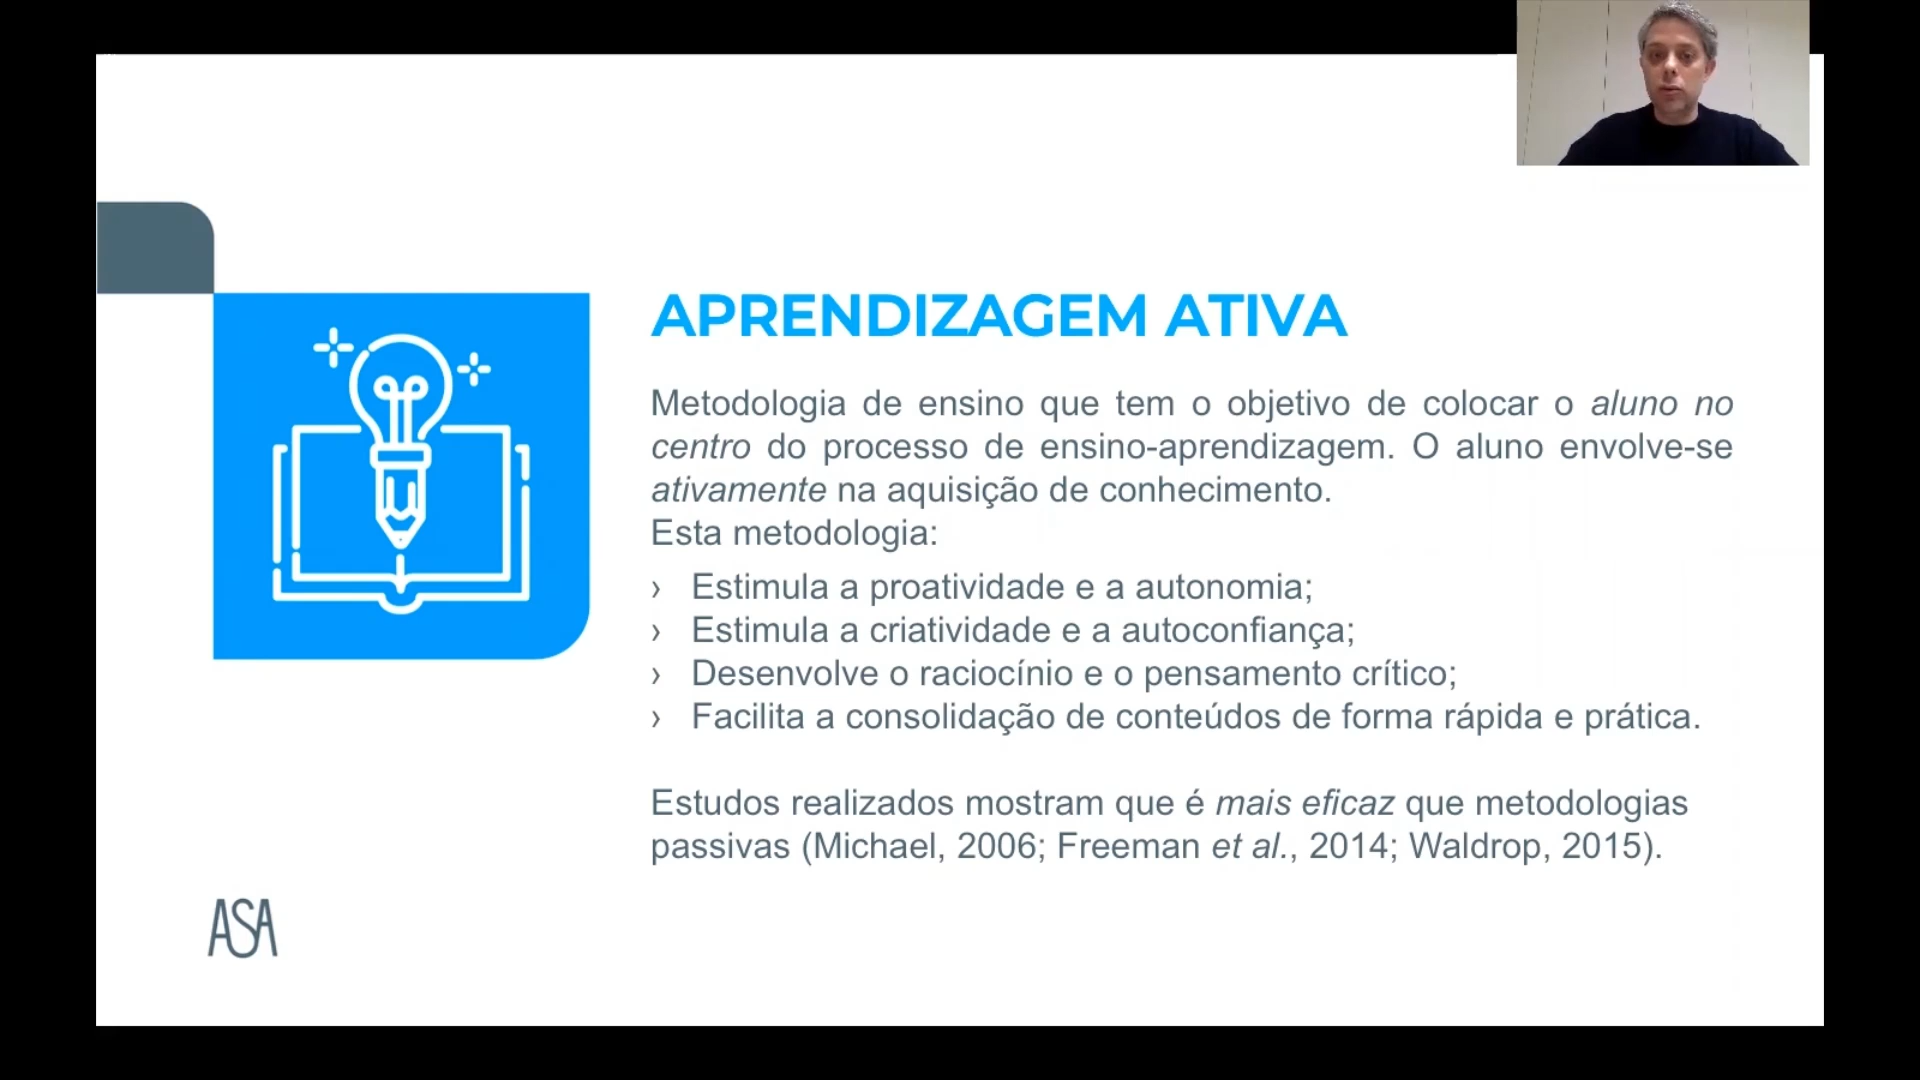 APRENDIZAGEM ATIVA
Metodologia de ensino que tem o objetivo de colocar o aluno no
centro do processo de ensino-aprendizagem. O aluno envolve-se
ativamente na aquisição de conhecimento.
Esta metodologia:
› Estimula a proatividade e a autonomia;
› Estimula a criatividade e a autoconfiança;
› Desenvolve o raciocínio e o pensamento crítico;
› Facilita a consolidação de conteúdos de forma rápida e prática.
Estudos realizados mostram que é mais eficaz que metodologias
passivas (Michael, 2006; Freeman et al., 2014; Waldrop, 2015).
ASA